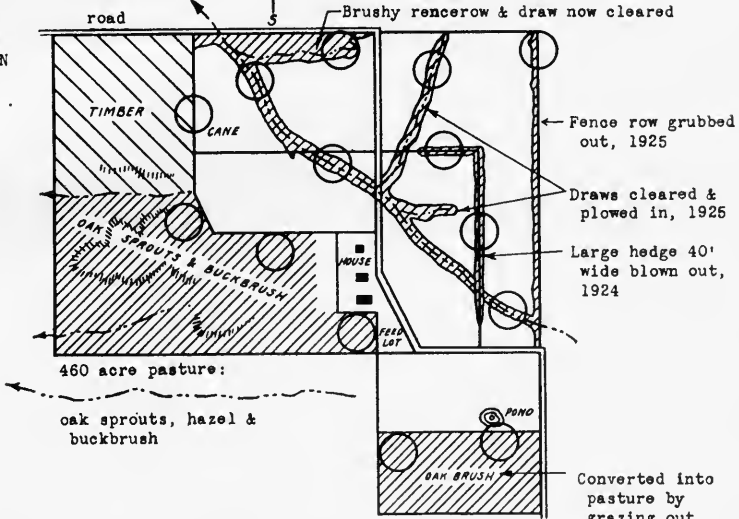 road
S
Brushy rencerow & draw now cleared
N
TIMBER
CANE
Fence row grubbed
out, 1925
Draws cleared &
plowed in, 1925
OAK SPROUTS & BUCKBRUSH
HOUSE
Large hedge 40'
wide blown out,
1924
FEED
LOT
460 acre pasture:
oak sprouts, hazel &
buckbrush
POND
OAK BRUSH
Converted into
pasture by
grazing out